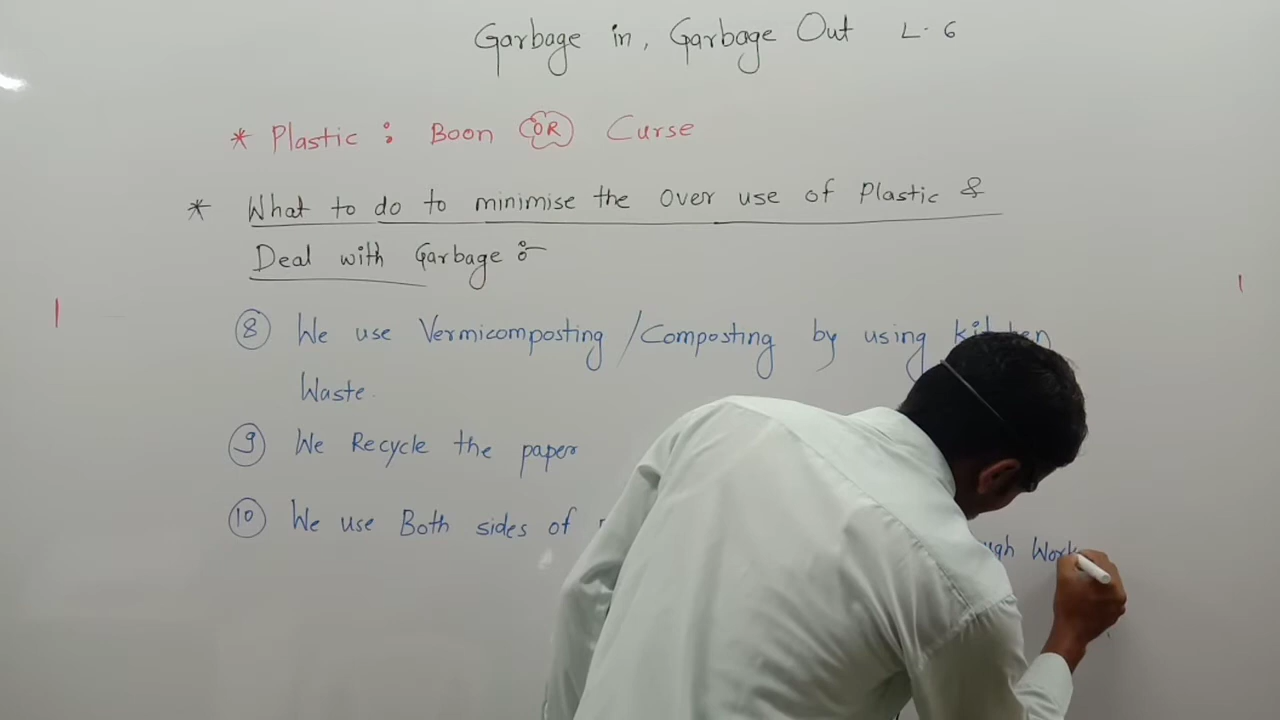 Garbage in, Garbage Out L. 6
* Plastic : Boon OR Curse
* What to do to minimise the Over use of Plastic &
Deal with Garbage :-
8 We use Vermicomposting / Composting by using
Waste.
9 We Recycle the paper
10 We use Both sides of Work